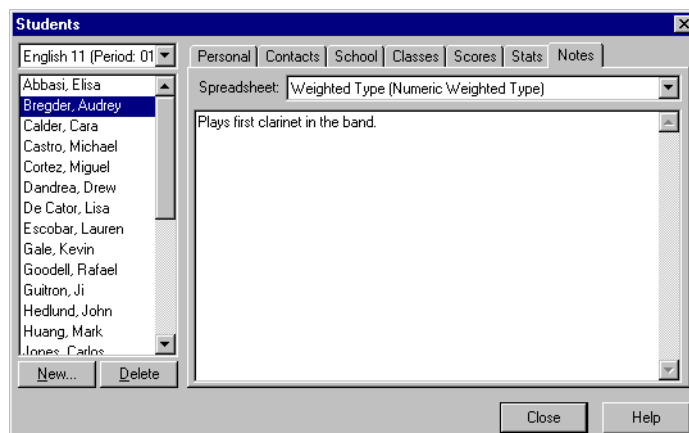 Students
English 11 (Period: 01
Personal Contacts School Classes Scores Stats Notes
Spreadsheet: Weighted Type (Numeric Weighted Type)
Plays first clarinet in the band.
Abbasi, Elisa
Bregder, Audrey
Calder, Cara
Castro, Michael
Cortez, Miguel
Dandrea, Drew
De Cator, Lisa
Escobar, Lauren
Gale, Kevin
Goodell, Rafael
Guitron, Ji
Hedlund, John
Huang, Mark
Jones, Carlos
New... Delete
Close Help